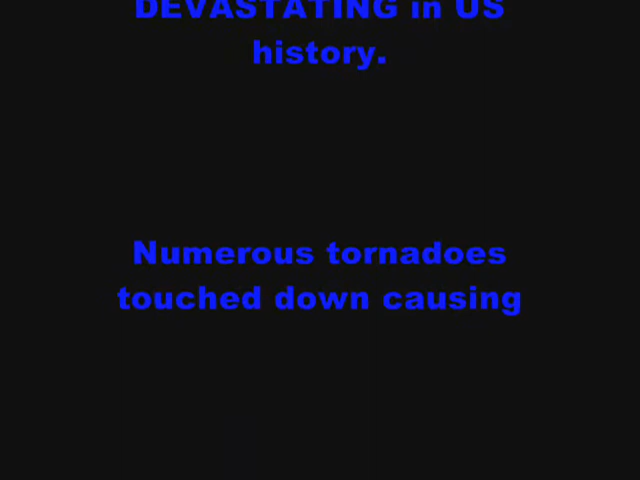 DEVASTATING in US
history.
Numerous tornadoes
touched down causing